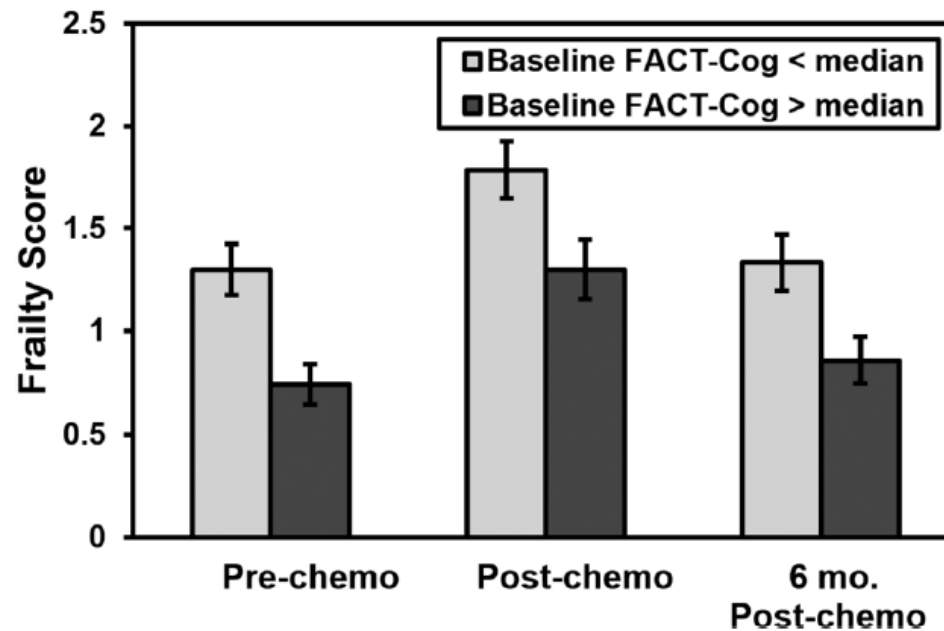 2.5
Baseline FACT-Cog < median
Baseline FACT-Cog > median
2
1.5
1
0.5
0
Frailty Score
Pre-chemo
Post-chemo
6 mo.
Post-chemo